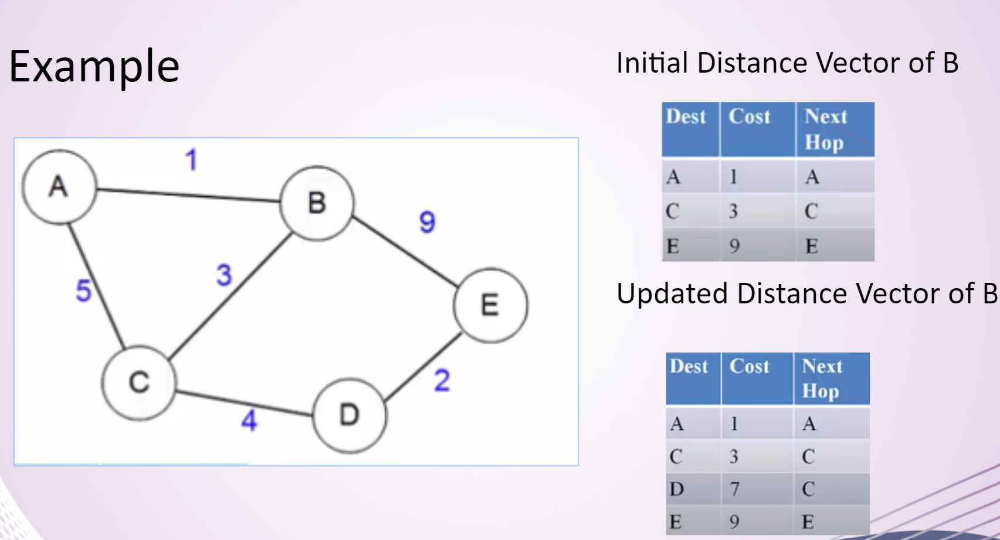 Example
1
A
B
9
3
5
E
C
2
4
D
Initial Distance Vector of B
Dest Cost Next Hop
A 1 A
C 3 C
E 9 E
Updated Distance Vector of B
Dest Cost Next Hop
A 1 A
C 3 C
D 7 C
E 9 E